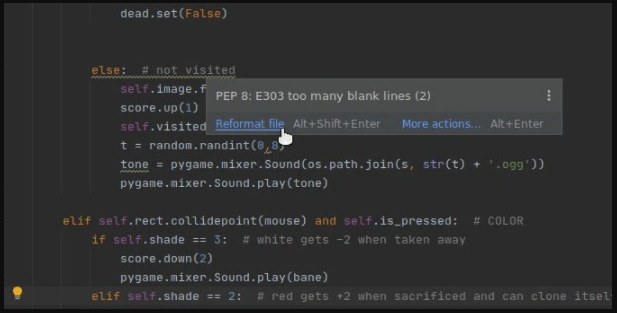 dead.set(False)
else:  # not visited
self.image.f
PEP 8: E303 too many blank lines (2)
score.up(1)
Reformat file Alt+Shift+Enter More actions... Alt+Enter
self.visited
t = random.randint(0,8)
tone = pygame.mixer.Sound(os.path.join(s, str(t) + '.ogg'))
pygame.mixer.Sound.play(tone)
elif self.rect.collidepoint(mouse) and self.is_pressed:  # COLOR
if self.shade == 3:  # white gets -2 when taken away
score.down(2)
pygame.mixer.Sound.play(bane)
elif self.shade == 2:  # red gets +2 when sacrificed and can clone itsel